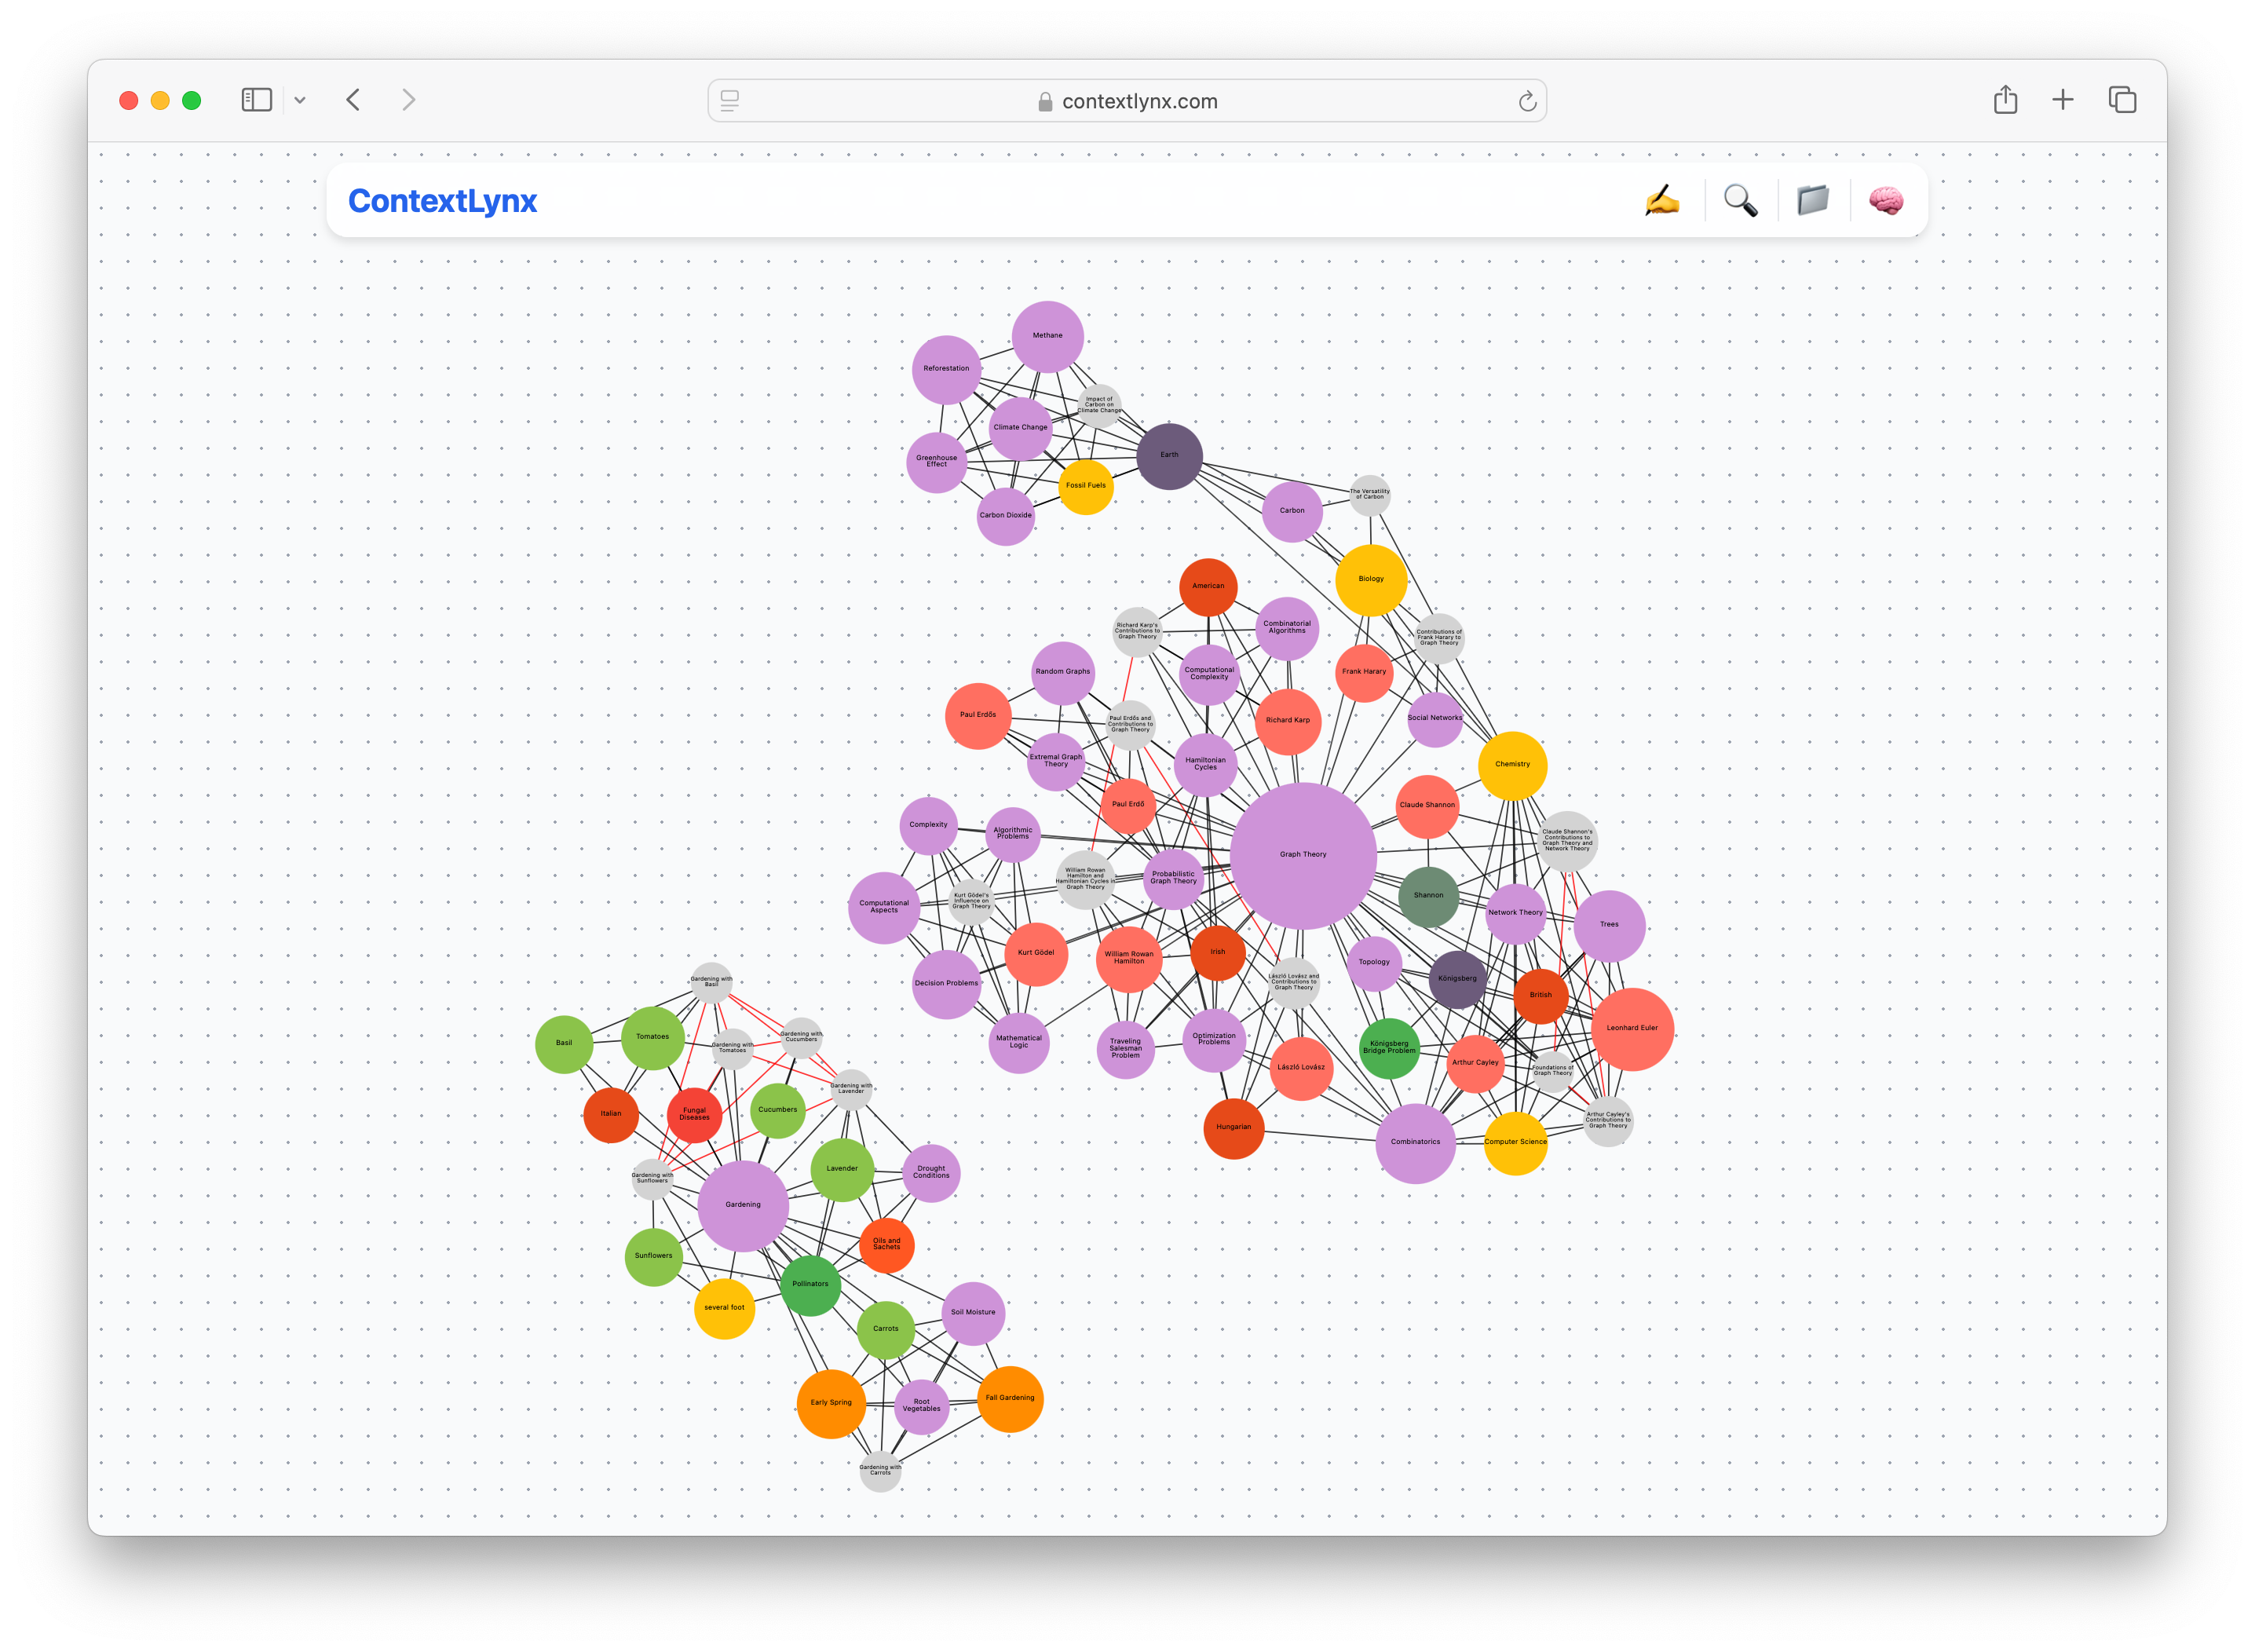 contextlynx.com
ContextLynx
Methane
Reforestation
Impact of
Carbon on
Climate Change
Climate Change
Earth
Greenhouse
Effect
Fossil Fuels
Carbon Dioxide
The Versatility
of Carbon
Carbon
Biology
American
Richard Karp's
Contributions to
Graph Theory
Combinatorial
Algorithms
Contributions of
Frank Harary to
Graph Theory
Random Graphs
Computational
Complexity
Frank Harary
Paul Erdős
Paul Erdős and
Contributions to
Graph Theory
Richard Karp
Social Networks
Extremal Graph
Theory
Hamiltonian
Cycles
Chemistry
Paul Erdő
Claude Shannon
Complexity
Algorithmic
Problems
Claude Shannon's
Contributions to
Graph Theory and
Network Theory
Graph Theory
William Rowan
Hamilton and
Hamiltonian Cycles in
Graph Theory
Probabilistic
Graph Theory
Computational
Aspects
Kurt Gödel's
Influence on
Graph Theory
Shannon
Network Theory
Trees
Kurt Gödel
William Rowan
Hamilton
Irish
Topology
Königsberg
László Lovász and
Contributions to
Graph Theory
British
Decision Problems
Gardening with
Basil
Leonhard Euler
Basil
Tomatoes
Gardening with
Tomatoes
Gardening with
Cucumbers
Mathematical
Logic
Traveling
Salesman
Problem
Optimization
Problems
Königsberg
Bridge Problem
László Lovász
Arthur Cayley
Foundations of
Graph Theory
Gardening with
Lavender
Italian
Fungal
Diseases
Cucumbers
Arthur Cayley's
Contributions to
Graph Theory
Hungarian
Combinatorics
Computer Science
Gardening with
Sunflowers
Lavender
Drought
Conditions
Gardening
Oils and
Sachets
Sunflowers
Pollinators
several foot
Carrots
Soil Moisture
Early Spring
Root
Vegetables
Fall Gardening
Gardening with
Carrots